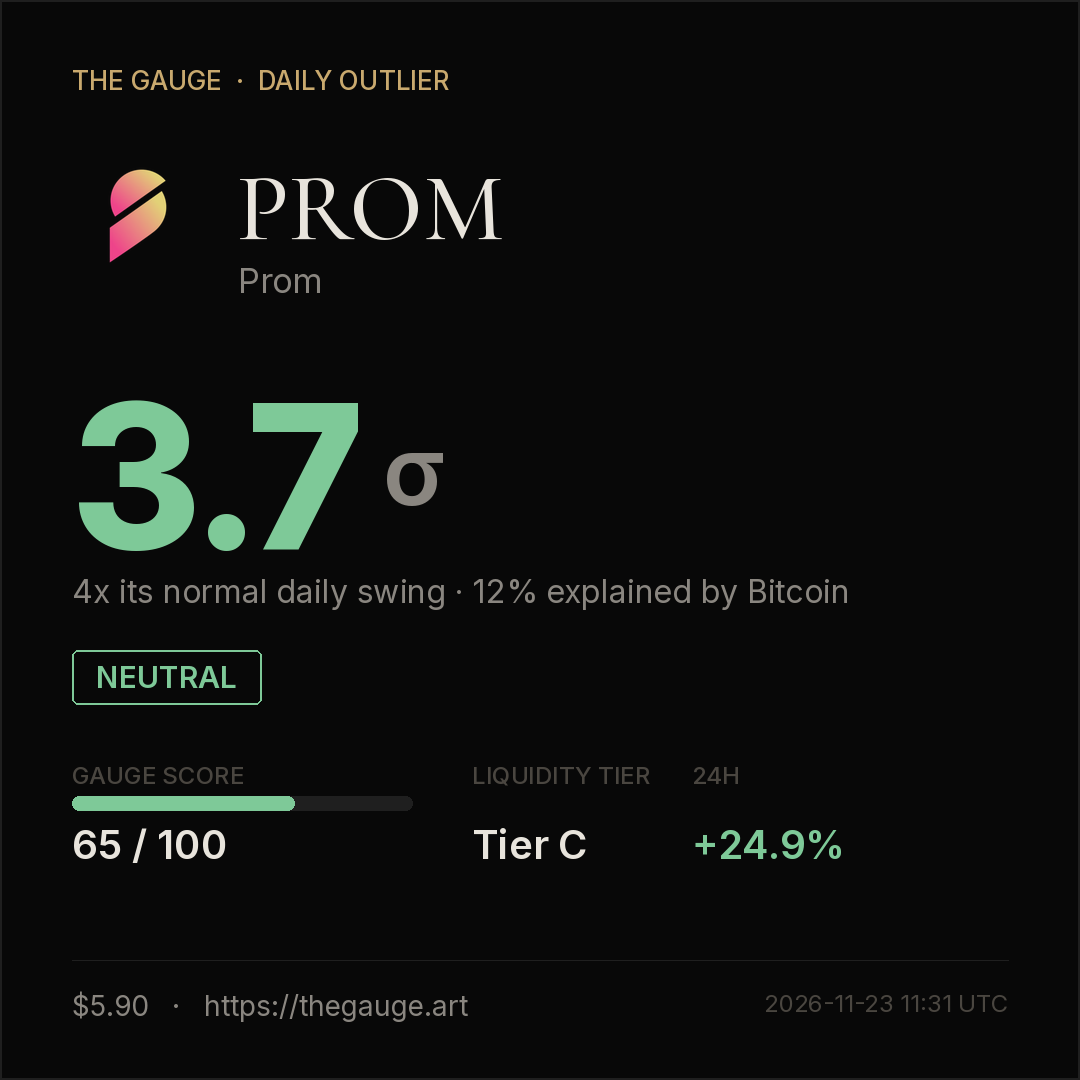 THE GAUGE · DAILY OUTLIER
PROM
Prom
3.7 σ
4x its normal daily swing · 12% explained by Bitcoin
NEUTRAL
GAUGE SCORE LIQUIDITY TIER 24H
65 / 100 Tier C +24.9%
$5.90 · https://thegauge.art 2026-11-23 11:31 UTC